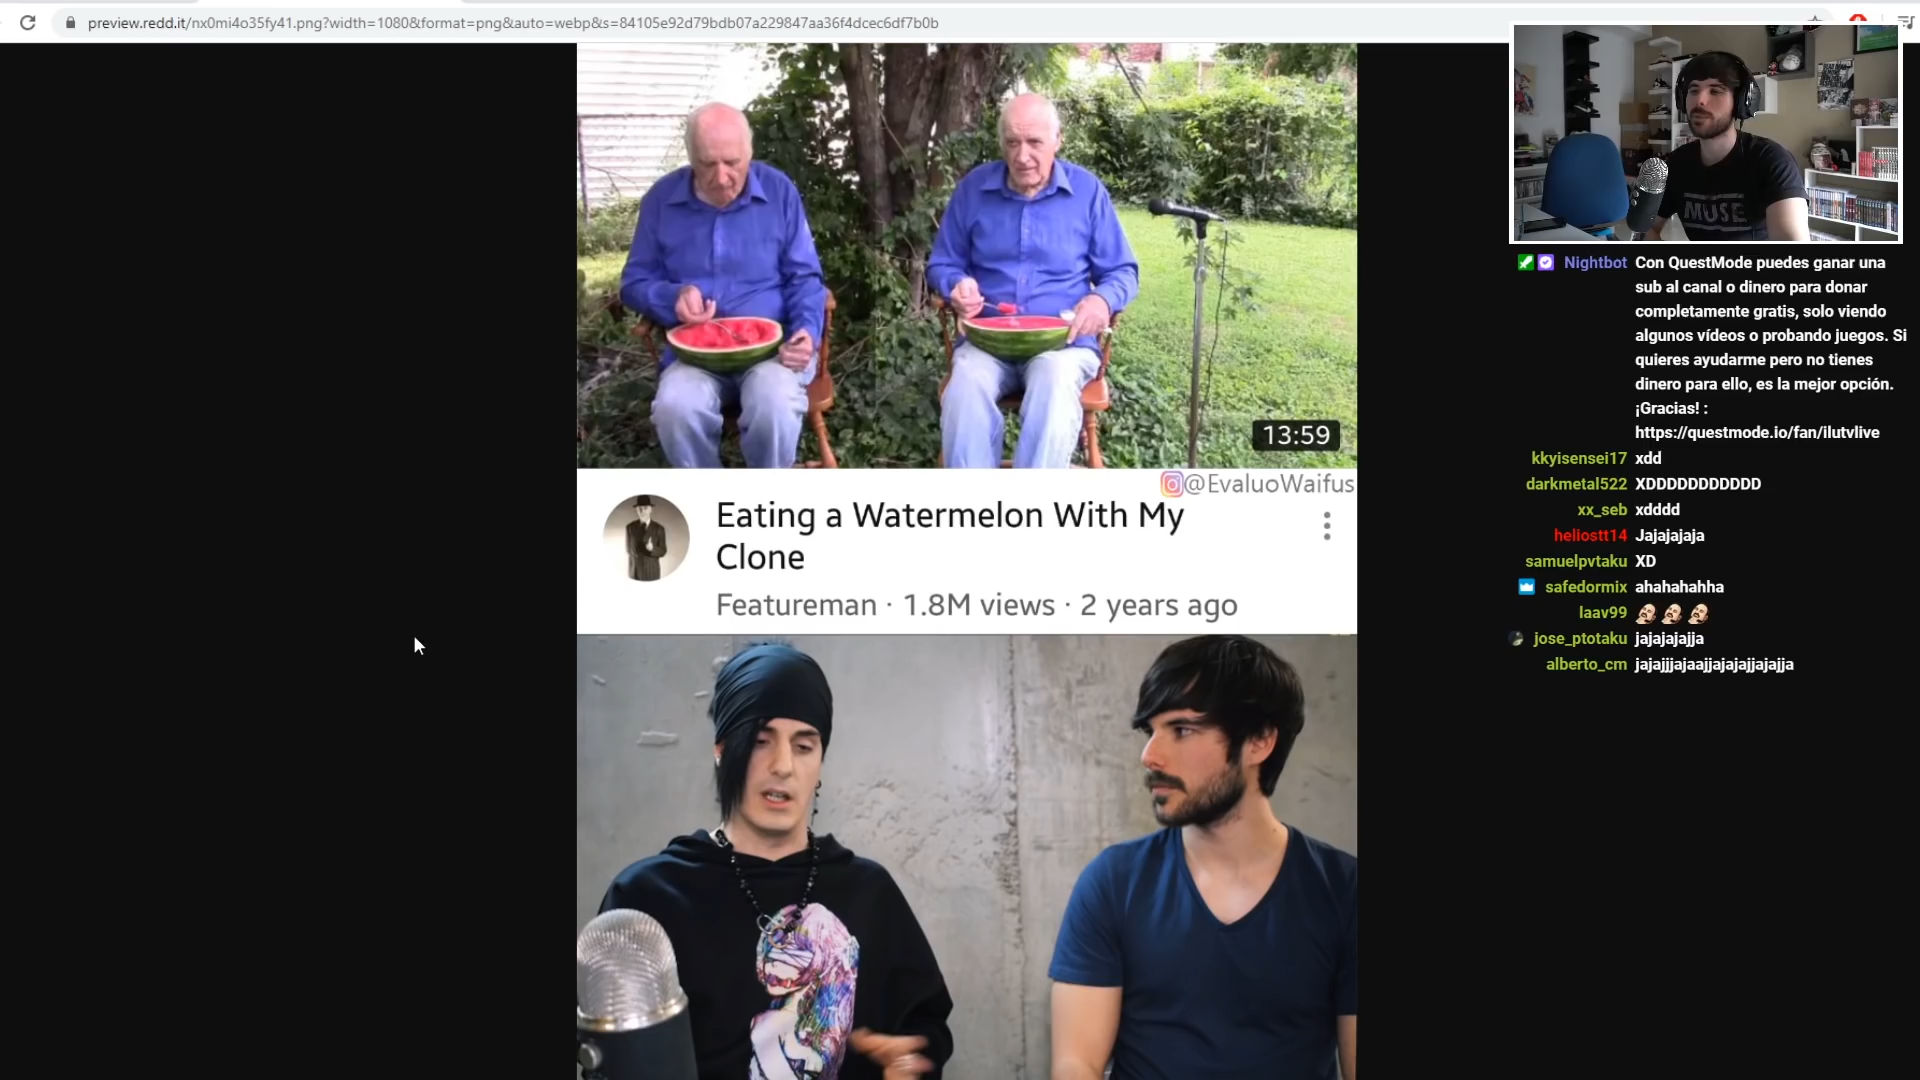 preview.redd.it/nx0mi4o35fy41.png?width=1080&format=png&auto=webp&s=84105e92d79bdb07a229847aa36f4dcec6df7b0b
MUSE
13:59
@EvaluoWaifus
Eating a Watermelon With My
Clone
Featureman · 1.8M views · 2 years ago
Nightbot Con QuestMode puedes ganar una
sub al canal o dinero para donar
completamente gratis, solo viendo
algunos vídeos o probando juegos. Si
quieres ayudarme pero no tienes
dinero para ello, es la mejor opción.
¡Gracias! :
https://questmode.io/fan/ilutvlive
kkyisensei17 xdd
darkmetal522 XDDDDDDDDDDD
xx_seb xdddd
heliostt14 Jajajajaja
samuelpvtaku XD
safedormix ahahahahha
laav99
jose_ptotaku jajajajajja
alberto_cm jajajjjajaajjajajajjajajja